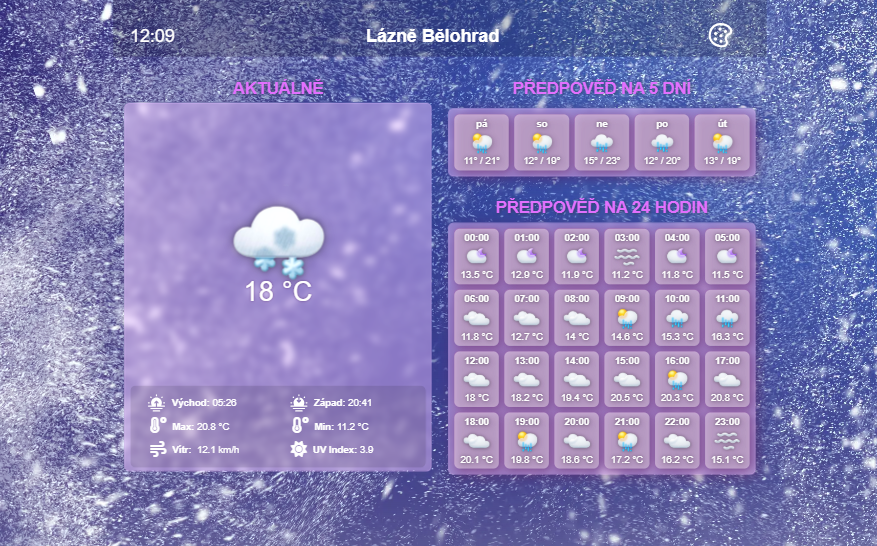 12:09
Lázně Bělohrad
AKTUÁLNĚ
18 °C
Východ: 05:26
Západ: 20:41
Max: 20.8 °C
Min: 11.2 °C
Vítr: 12.1 km/h
UV Index: 3.9
PŘEDPOVĚĎ NA 5 DNÍ
pá so ne po út
11° / 21° 12° / 19° 15° / 23° 12° / 20° 13° / 19°
PŘEDPOVĚĎ NA 24 HODIN
00:00 01:00 02:00 03:00 04:00 05:00
13.5 °C 12.9 °C 11.9 °C 11.2 °C 11.8 °C 11.5 °C
06:00 07:00 08:00 09:00 10:00 11:00
11.8 °C 12.7 °C 14 °C 14.6 °C 15.3 °C 16.3 °C
12:00 13:00 14:00 15:00 16:00 17:00
18 °C 18.2 °C 19.4 °C 20.5 °C 20.3 °C 20.8 °C
18:00 19:00 20:00 21:00 22:00 23:00
20.1 °C 19.8 °C 18.6 °C 17.2 °C 16.2 °C 15.1 °C